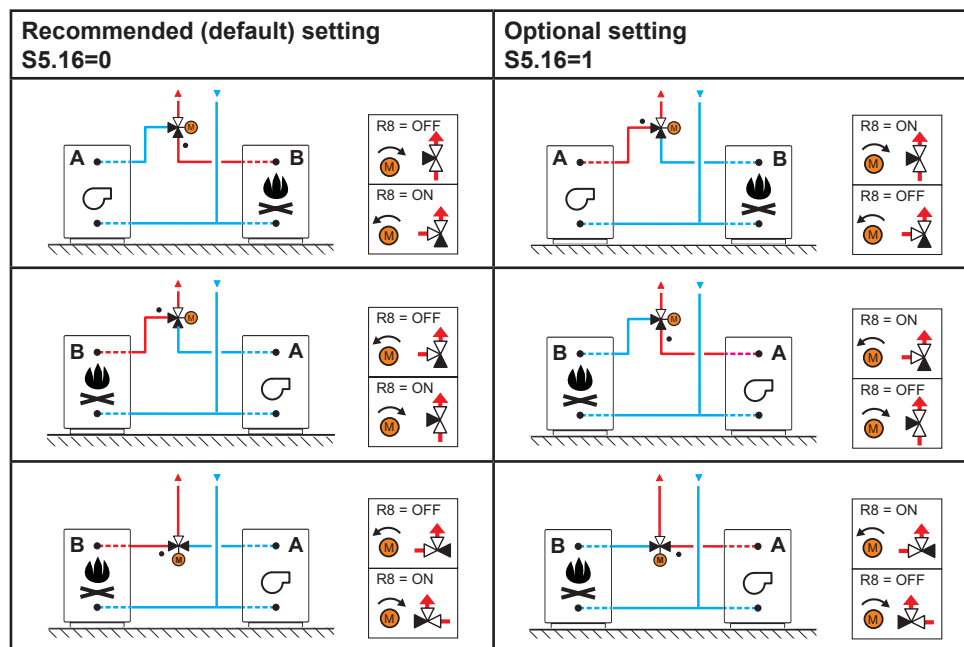 Recommended (default) setting
S5.16=0
Optional setting
S5.16=1
M
A
B
R8 = OFF
M
R8 = ON
M
M
A
B
R8 = ON
M
R8 = OFF
M
M
B
A
R8 = OFF
M
R8 = ON
M
M
B
A
R8 = ON
M
R8 = OFF
M
B
A
M
R8 = OFF
M
R8 = ON
M
B
A
M
R8 = ON
M
R8 = OFF
M